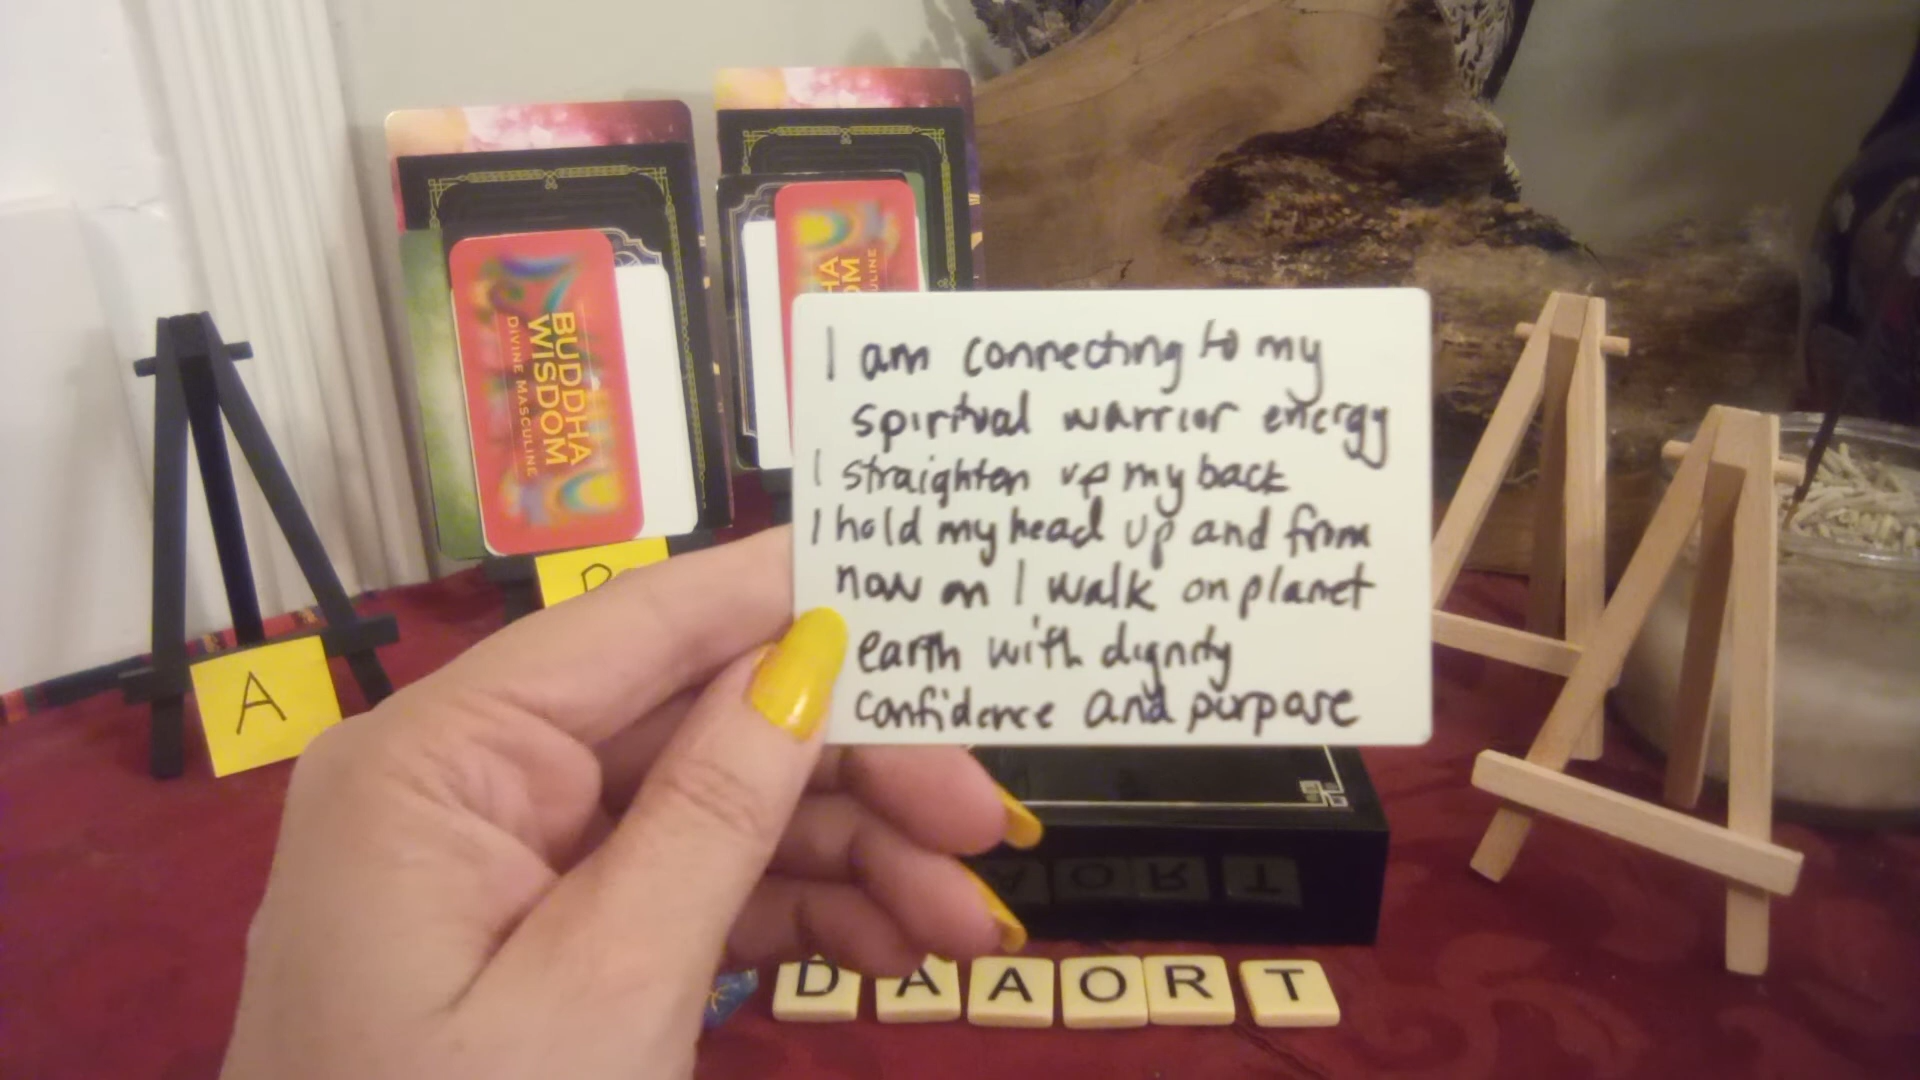 BUDDHA
WISDOM
DIVINE MASCULINE
A
I am connecting to my
spiritual warrior energy
I straighten up my back
I hold my head up and from
now on I walk on planet
earth with dignity
confidence and purpose
A O R T
D A A O R T